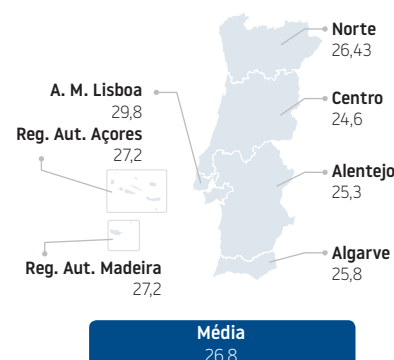 Norte
26,43
A. M. Lisboa
29,8
Centro
24,6
Reg. Aut. Açores
27,2
Alentejo
25,3
Reg. Aut. Madeira
27,2
Algarve
25,8
Média
26,8